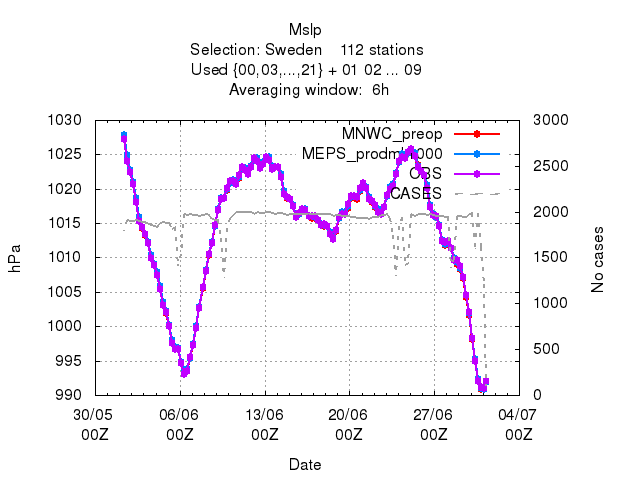 Mslp
Selection: Sweden    112 stations
Used {00,03,...,21} + 01 02 ... 09
Averaging window:  6h
1030
1025
1020
1015
1010
1005
1000
995
990
hPa
3000
2500
2000
1500
1000
500
0
No cases
MNWC_preop
OBS
CASES
30/05 06/06 13/06 20/06 27/06 04/07
00Z 00Z 00Z 00Z 00Z 00Z
Date